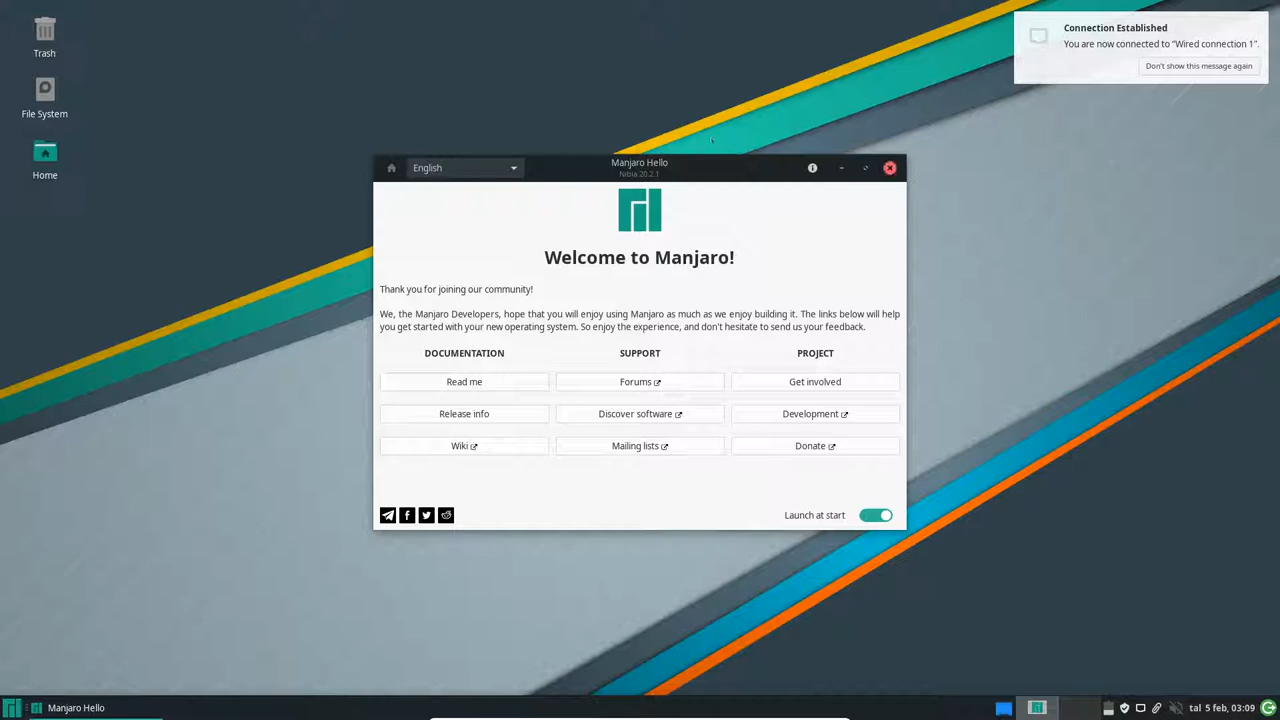 Trash
File System
Home
Connection Established
You are now connected to “Wired connection 1”.
Don't show this message again
English
Manjaro Hello
Nibia 20.2.1
Welcome to Manjaro!
Thank you for joining our community!
We, the Manjaro Developers, hope that you will enjoy using Manjaro as much as we enjoy building it. The links below will help
you get started with your new operating system. So enjoy the experience, and don't hesitate to send us your feedback.
DOCUMENTATION SUPPORT PROJECT
Read me Forums Get involved
Release info Discover software Development
Wiki Mailing lists Donate
Launch at start
Manjaro Hello
tal 5 feb, 03:09